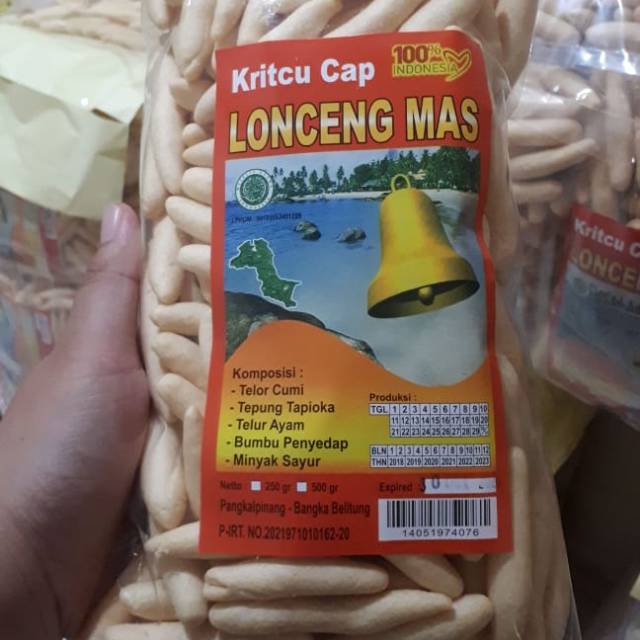 Kritcu Cap
100%
INDONESIA
LONCENG MAS
Komposisi :
- Telor Cumi
- Tepung Tapioka
- Telur Ayam
- Bumbu Penyedap
- Minyak Sayur
Produksi :
TGL 1 2 3 4 5 6 7 8 9 10
11 12 13 14 15 16 17 18 19 20
21 22 23 24 25 26 27 28 29
BLN 1 2 3 4 5 6 7 8 9 10 11 12
THN 2018 2019 2020 2021 2022 2023
Netto 250 gr 500 gr
Expired 30
Pangkalpinang - Bangka Belitung
P-IRT. NO.2021971010162-20
14051974076
Kritcu Cap
LONCE